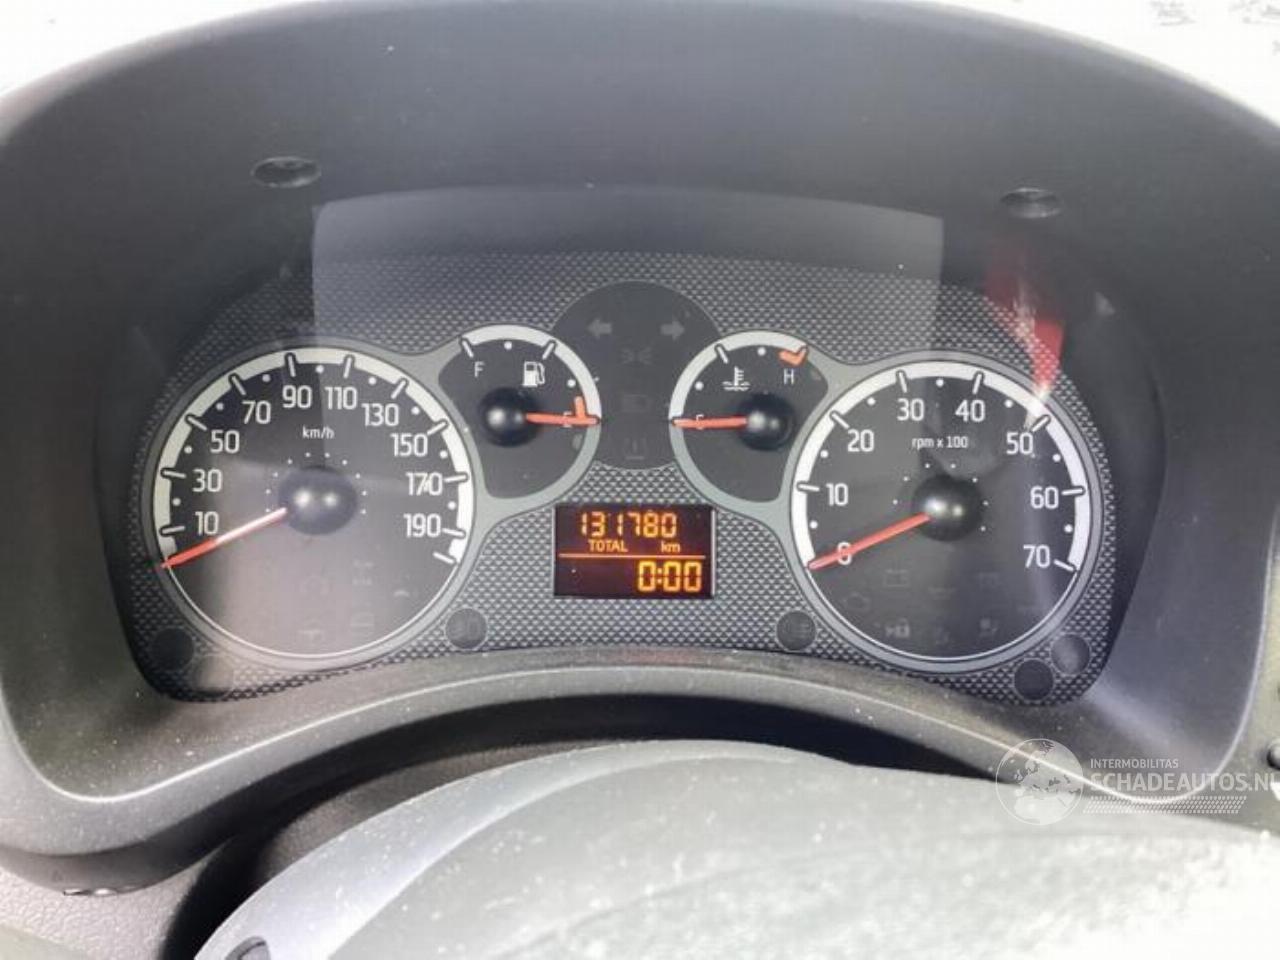 F
E
C
H
10
30
50
70
90
110
130
150
170
190
km/h
0
10
20
30
40
50
60
70
rpm x 100
131780
TOTAL km
0:00
INTERMOBILITAS
SCHADEAUTOS.NL